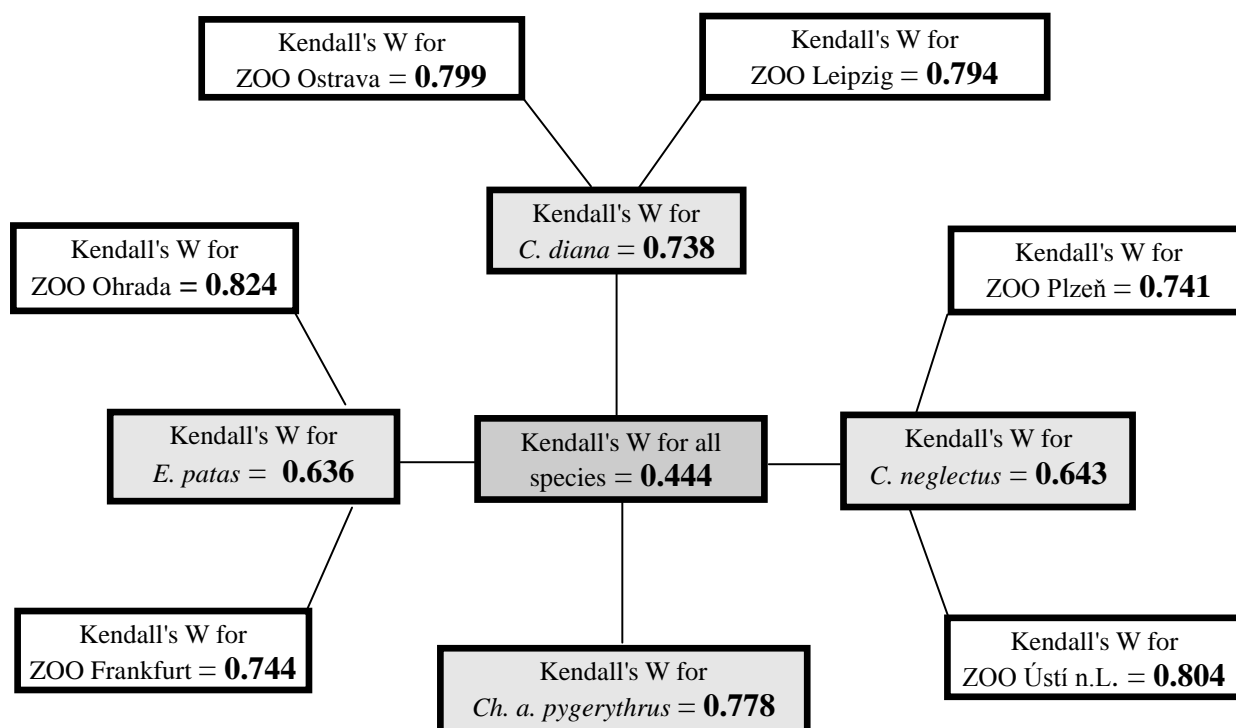 Kendall's W for
ZOO Ostrava = 0.799
Kendall's W for
ZOO Leipzig = 0.794
Kendall's W for
C. diana = 0.738
Kendall's W for
ZOO Ohrada = 0.824
Kendall's W for
ZOO Plzeň = 0.741
Kendall's W for
E. patas = 0.636
Kendall's W for all
species = 0.444
Kendall's W for
C. neglectus = 0.643
Kendall's W for
ZOO Frankfurt = 0.744
Kendall's W for
Ch. a. pygerythrus = 0.778
Kendall's W for
ZOO Ústí n.L. = 0.804